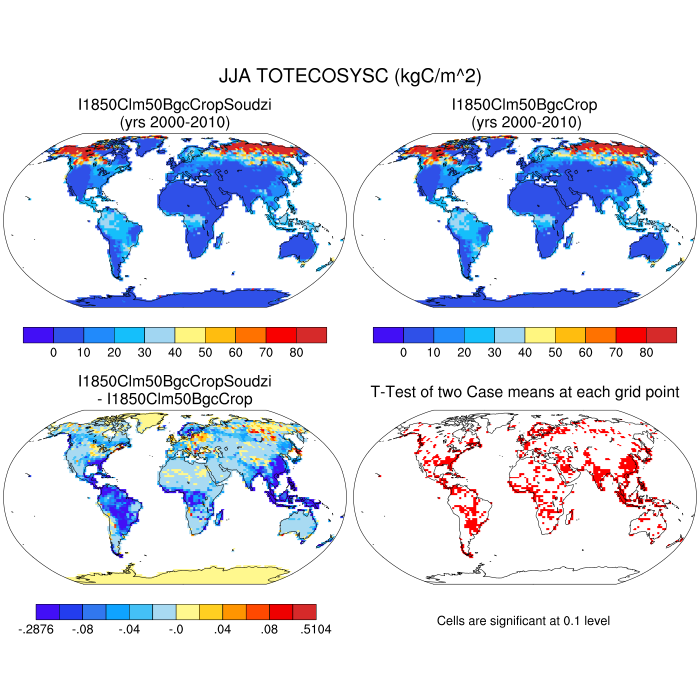 JJA TOTECOSYSC (kgC/m^2)
I1850Clm50BgcCropSoudzi
(yrs 2000-2010)
I1850Clm50BgcCrop
(yrs 2000-2010)
0 10 20 30 40 50 60 70 80
0 10 20 30 40 50 60 70 80
I1850Clm50BgcCropSoudzi
- I1850Clm50BgcCrop
T-Test of two Case means at each grid point
-.2876 -.08 -.04 -.0 .04 .08 .5104
Cells are significant at 0.1 level